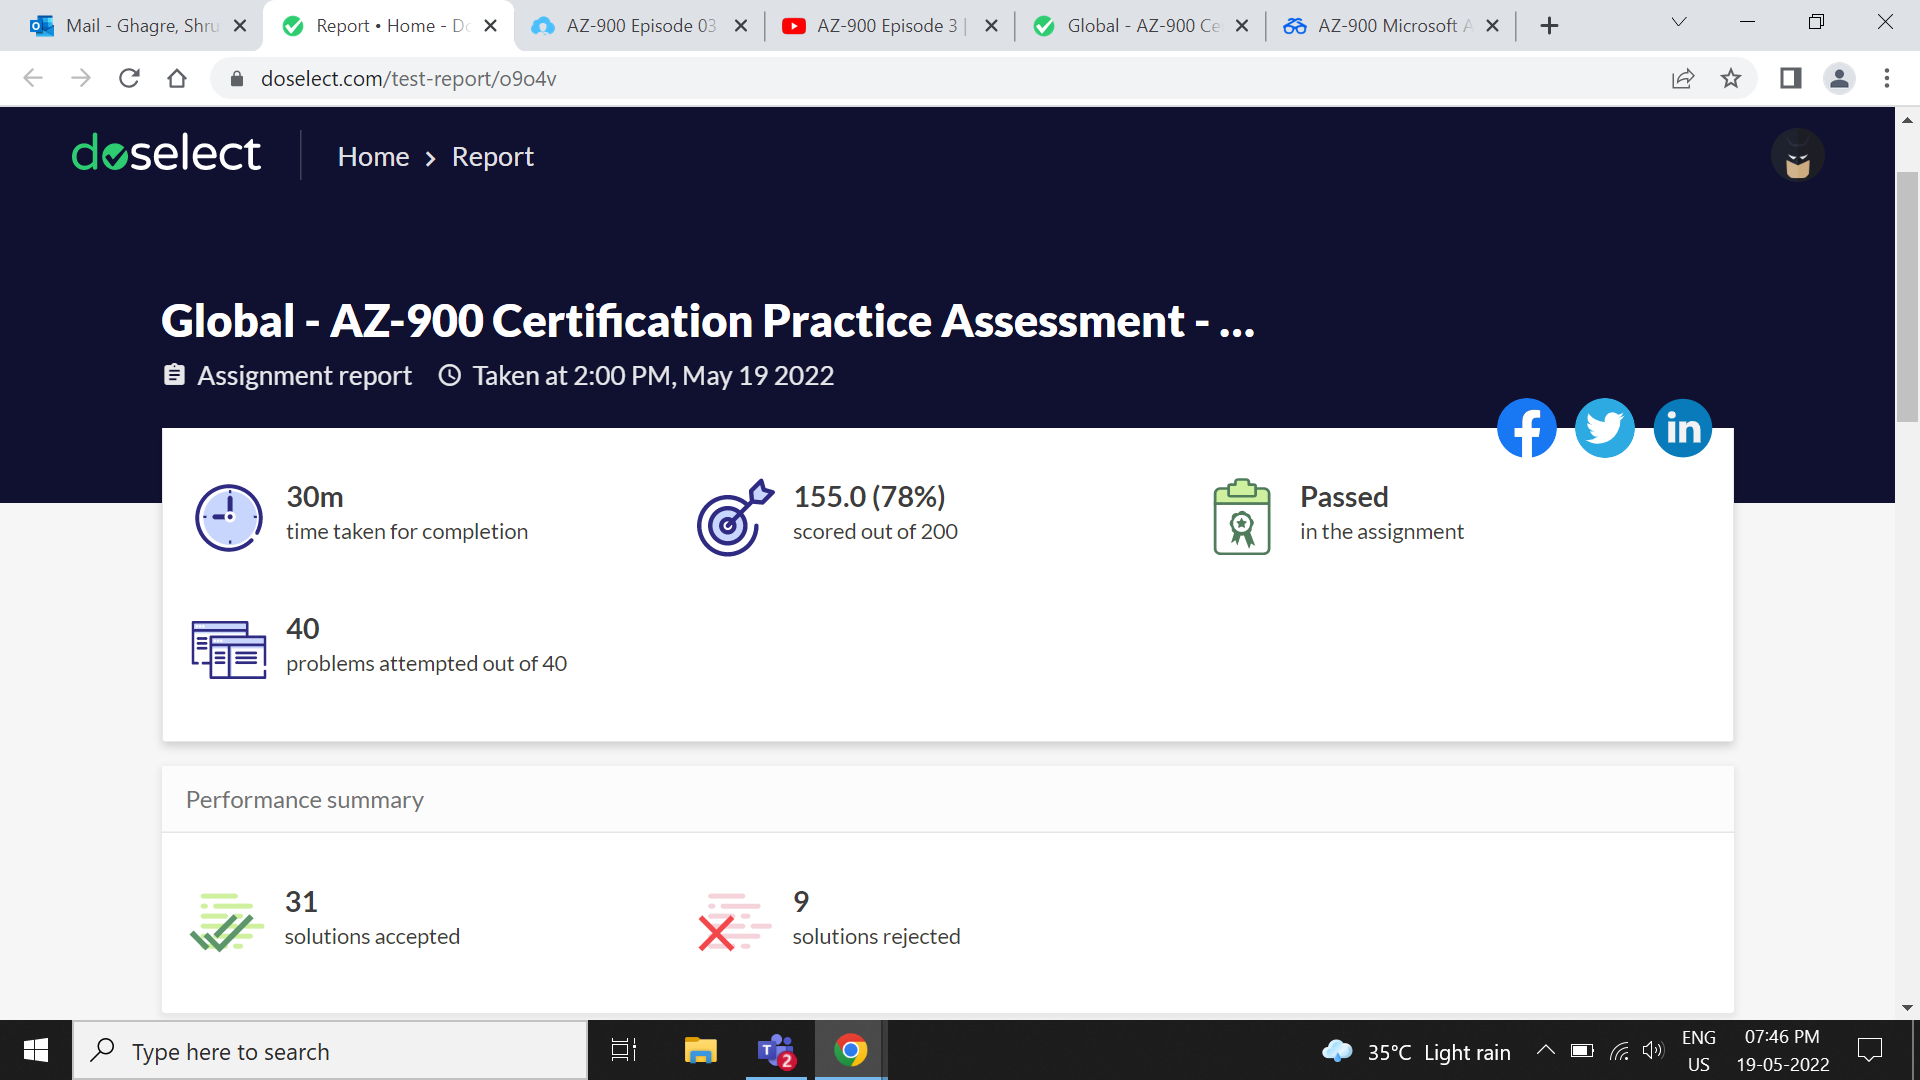 Mail - Ghagre, Shru
Report • Home - Do
AZ-900 Episode 03
AZ-900 Episode 3 |
Global - AZ-900 Ce
AZ-900 Microsoft A
doselect.com/test-report/o9o4v
doselect
Home > Report
Global - AZ-900 Certification Practice Assessment - ...
Assignment report Taken at 2:00 PM, May 19 2022
30m
time taken for completion
155.0 (78%)
scored out of 200
Passed
in the assignment
40
problems attempted out of 40
Performance summary
31
solutions accepted
9
solutions rejected
Type here to search
2
35°C Light rain
ENG
US
07:46 PM
19-05-2022